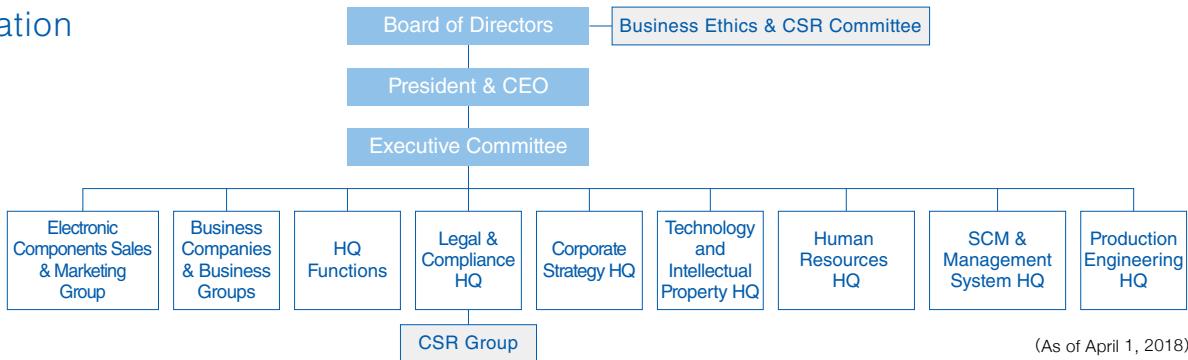 ation
Board of Directors
Business Ethics & CSR Committee
President & CEO
Executive Committee
Electronic
Components Sales
& Marketing
Group
Business
Companies
& Business
Groups
HQ
Functions
Legal &
Compliance
HQ
Corporate
Strategy HQ
Technology
and
Intellectual
Property HQ
Human
Resources
HQ
SCM &
Management
System HQ
Production
Engineering
HQ
CSR Group
(As of April 1, 2018)